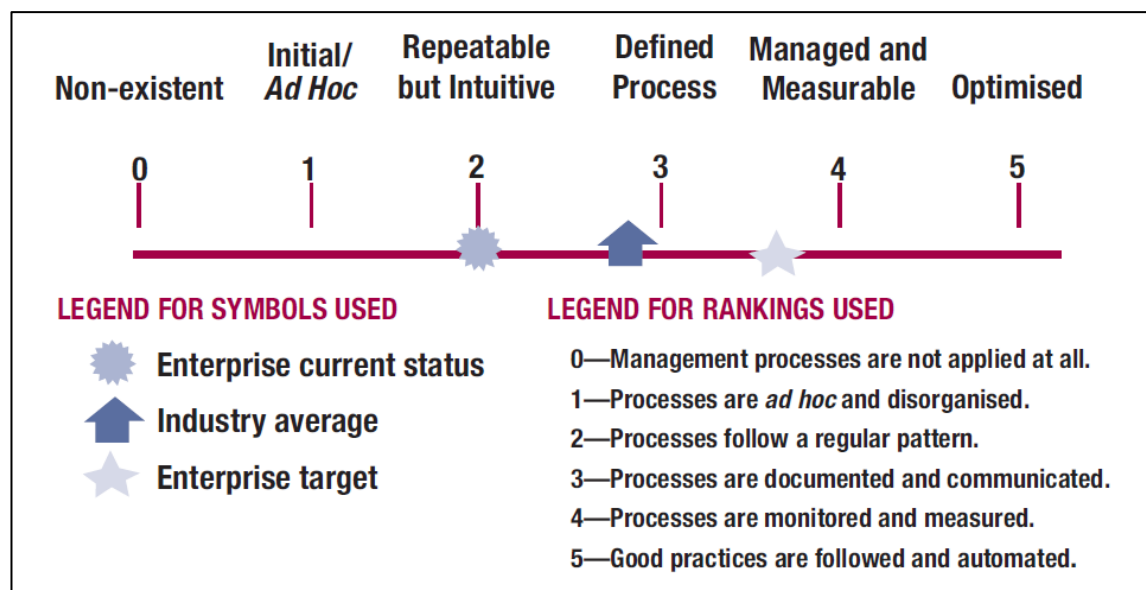 Non-existent
Initial/
Ad Hoc
Repeatable
but Intuitive
Defined
Process
Managed and
Measurable
Optimised
0 1 2 3 4 5
LEGEND FOR SYMBOLS USED
Enterprise current status
Industry average
Enterprise target
LEGEND FOR RANKINGS USED
0—Management processes are not applied at all.
1—Processes are ad hoc and disorganised.
2—Processes follow a regular pattern.
3—Processes are documented and communicated.
4—Processes are monitored and measured.
5—Good practices are followed and automated.